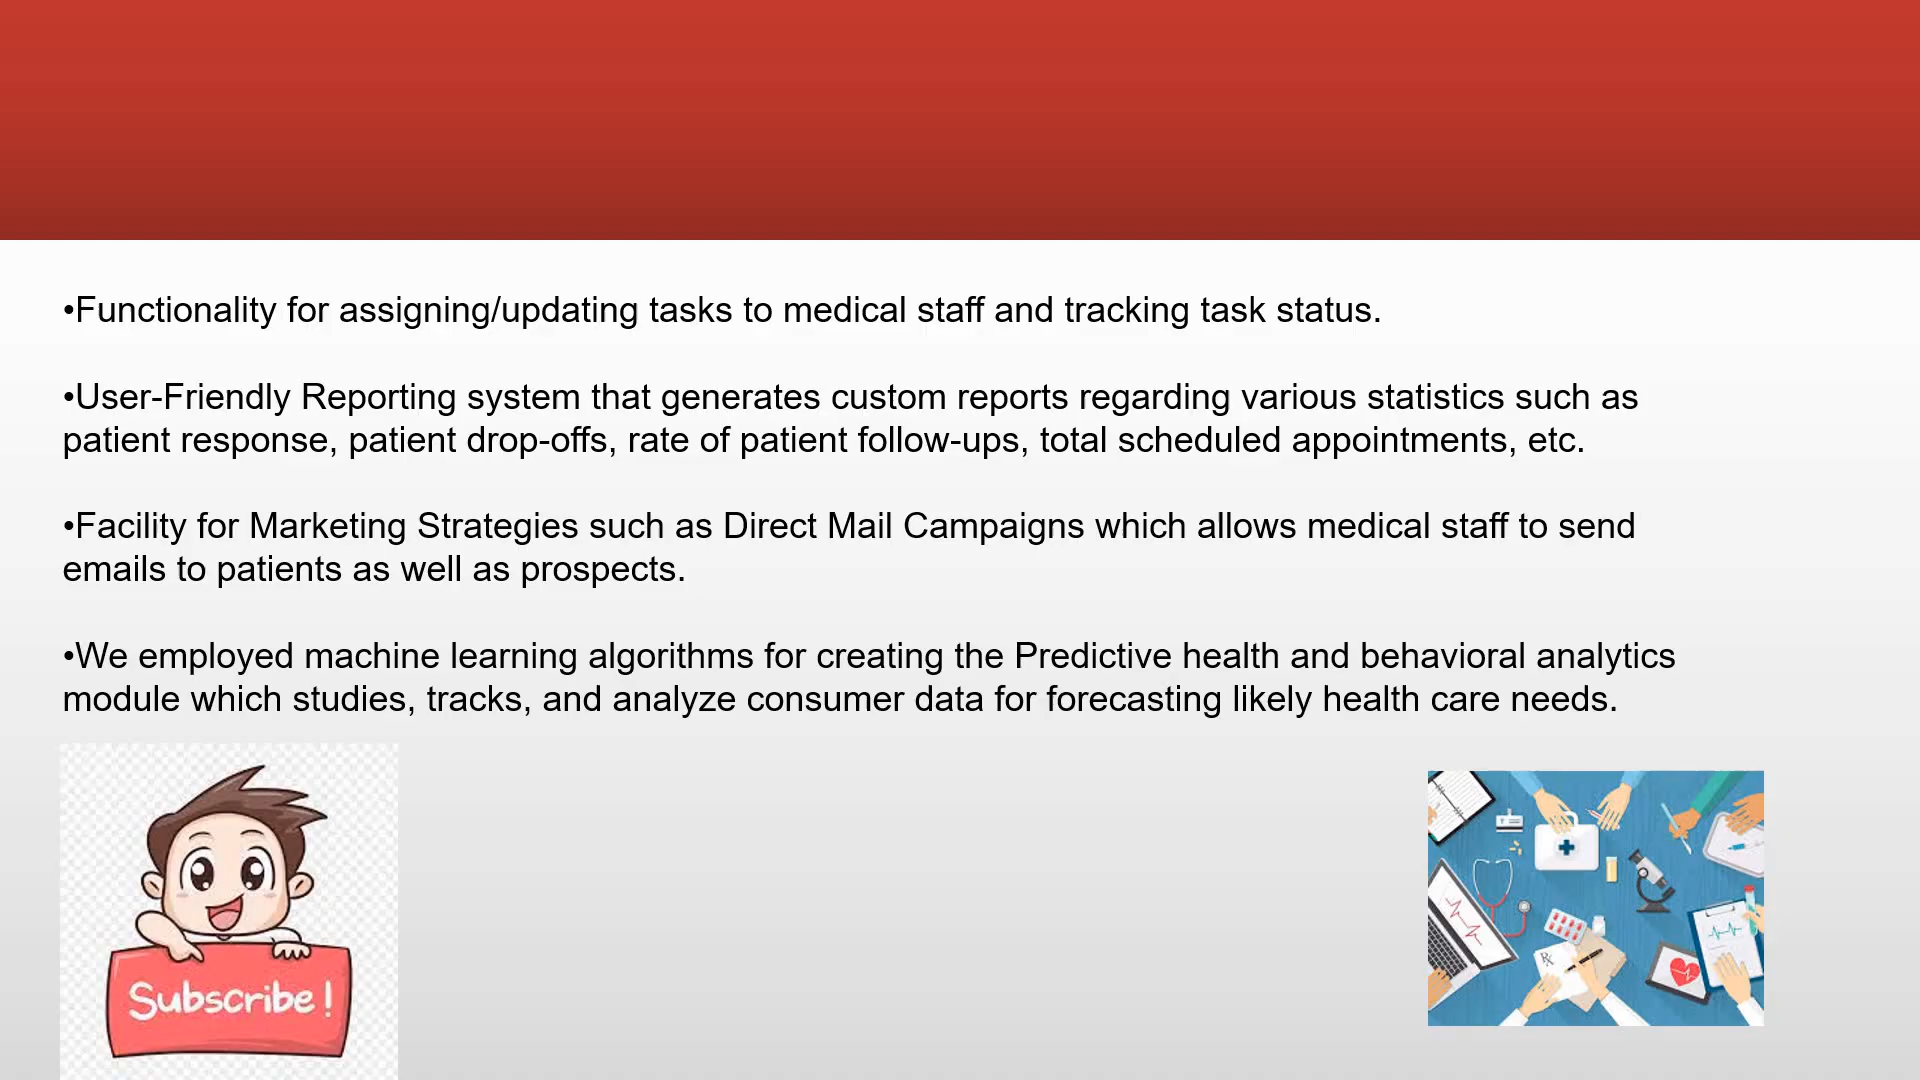 •Functionality for assigning/updating tasks to medical staff and tracking task status.
•User-Friendly Reporting system that generates custom reports regarding various statistics such as
patient response, patient drop-offs, rate of patient follow-ups, total scheduled appointments, etc.
•Facility for Marketing Strategies such as Direct Mail Campaigns which allows medical staff to send
emails to patients as well as prospects.
•We employed machine learning algorithms for creating the Predictive health and behavioral analytics
module which studies, tracks, and analyze consumer data for forecasting likely health care needs.
Subscribe!
Rx